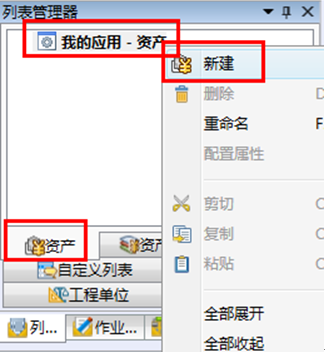 列表管理器
我的应用 - 资产
新建
删除 D
重命名 F
配置属性
剪切 C
复制 C
粘贴 C
全部展开
全部收起
资产 资产
自定义列表
工程单位
列... 作业...